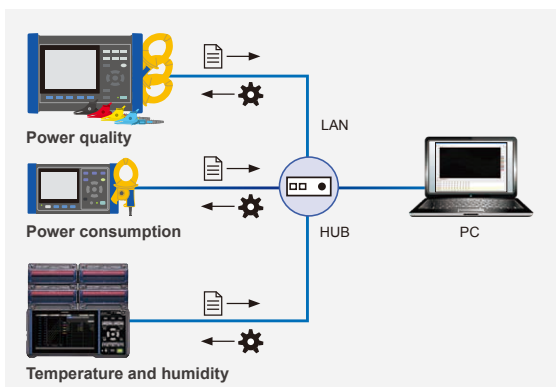 Power quality
LAN
Power consumption
HUB
PC
Temperature and humidity